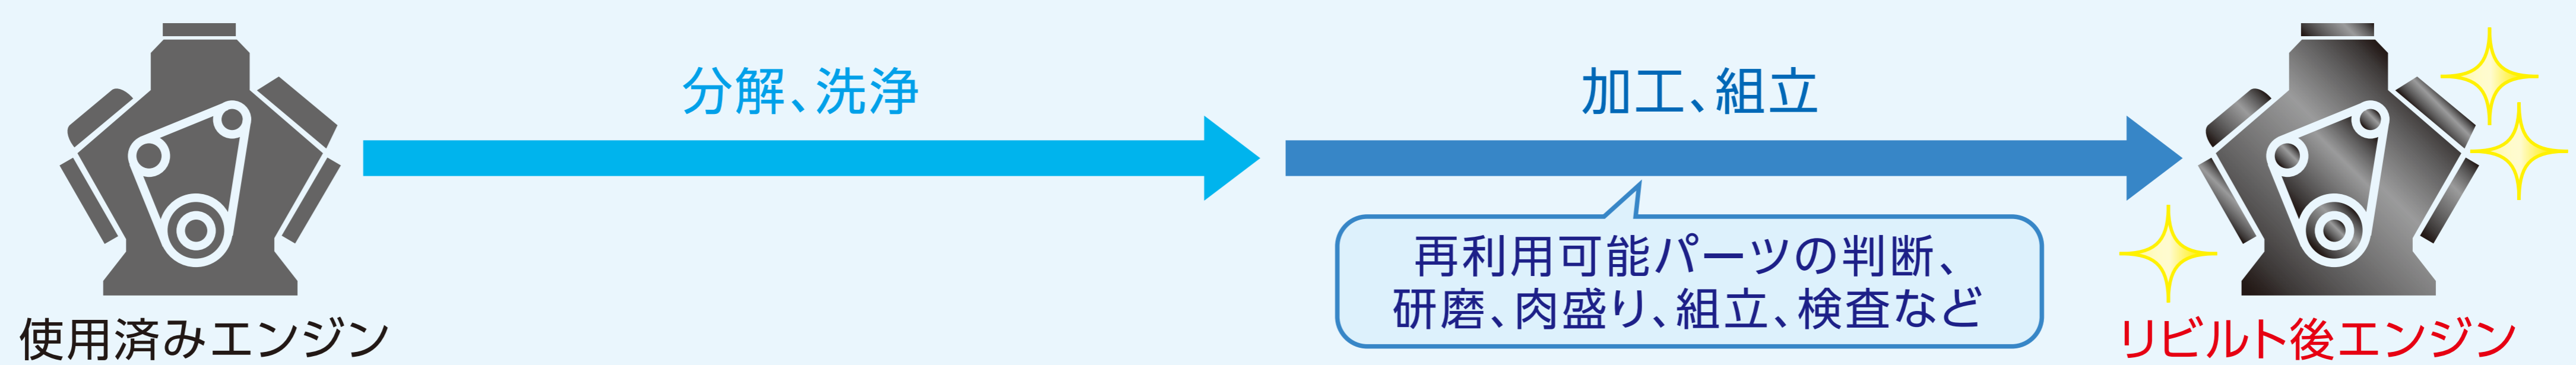 分解、洗浄
加工、組立
再利用可能パーツの判断、
研磨、肉盛り、組立、検査など
使用済みエンジン
リビルト後エンジン